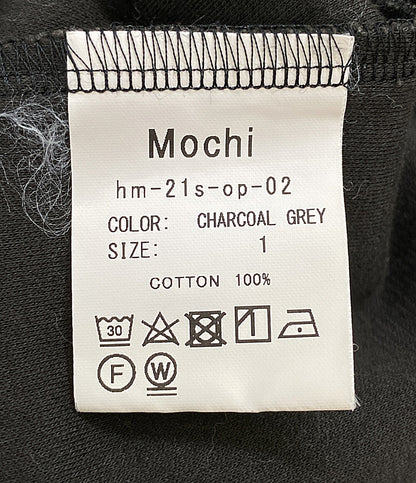 Mochi
hm-21s-op-02
COLOR: CHARCOAL GREY
SIZE: 1
COTTON 100%
30
F W